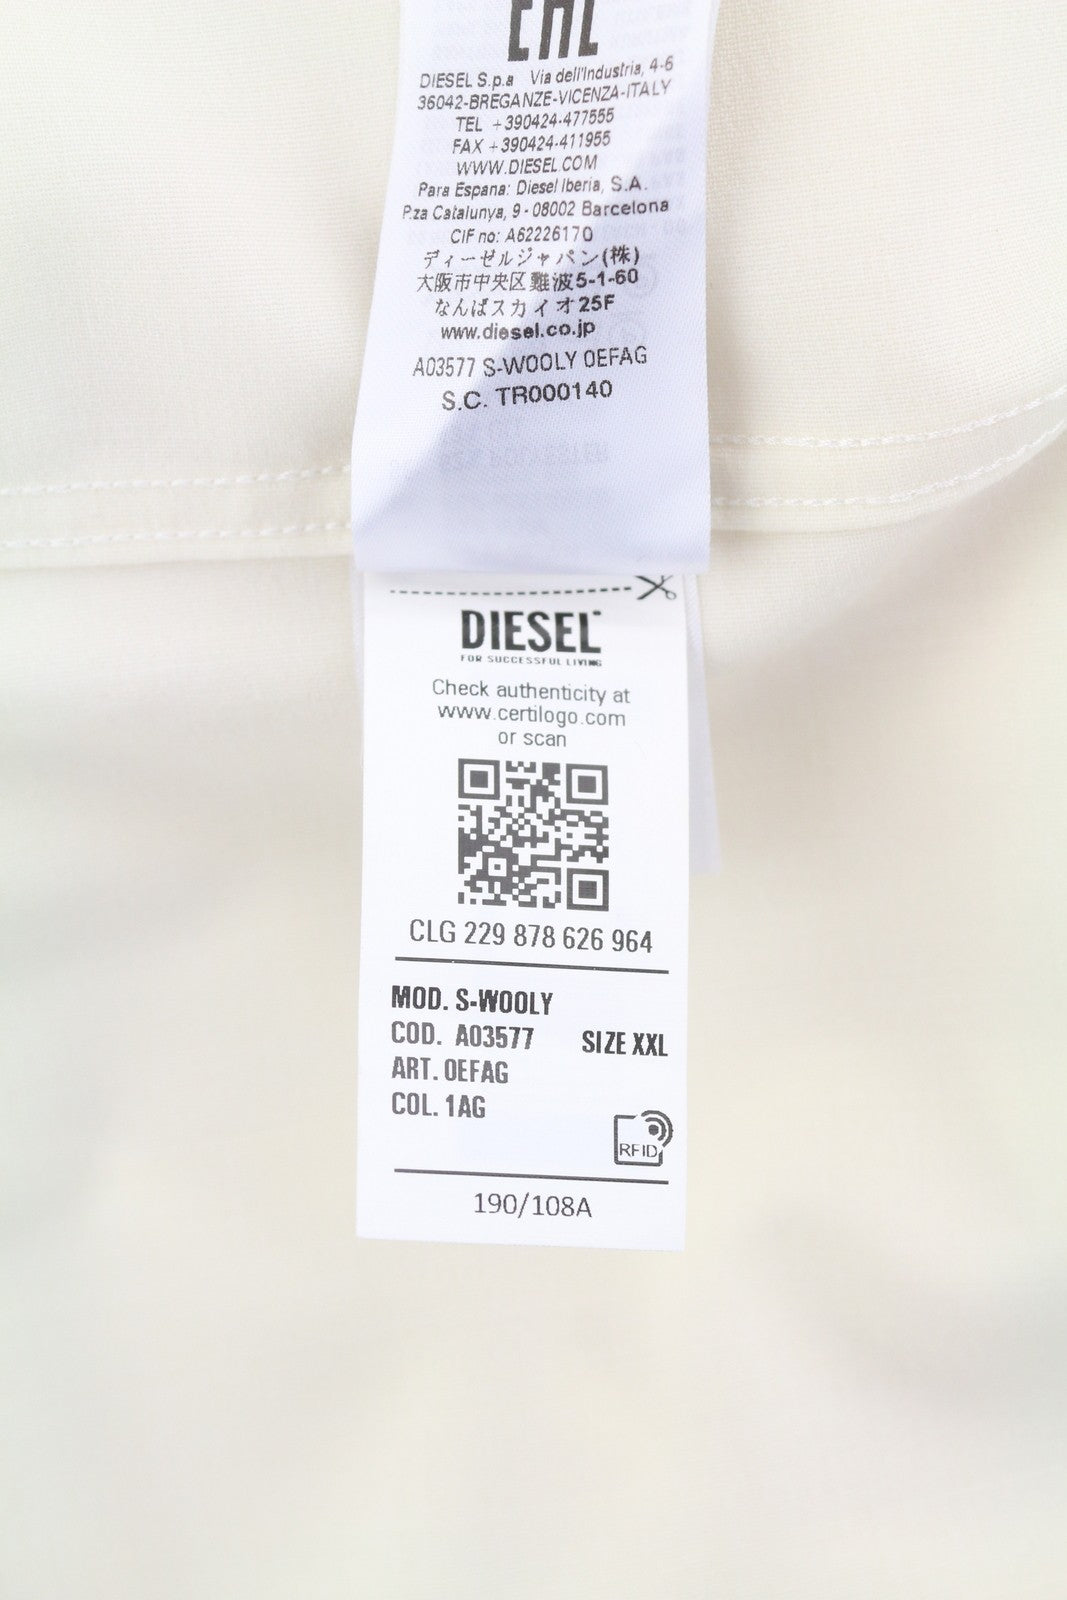 EAC
DIESEL S.p.a Via dell'Industria, 4-6
36042-BREGANZE-VICENZA-ITALY
TEL +390424-477555
FAX +390424-411955
WWW.DIESEL.COM
Para Espana: Diesel Iberia, S.A.
P.za Catalunya, 9 - 08002 Barcelona
CIF no: A62226170
ディーゼルジャパン(株)
大阪市中央区難波5-1-60
なんばスカイオ25F
www.diesel.co.jp
A03577 S-WOOLY 0EFAG
S.C. TR000140
DIESEL
FOR SUCCESSFUL LIVING
Check authenticity at
www.certilogo.com
or scan
CLG 229 878 626 964
MOD. S-WOOLY
COD. A03577 SIZE XXL
ART. 0EFAG
COL. 1AG
RFID
190/108A